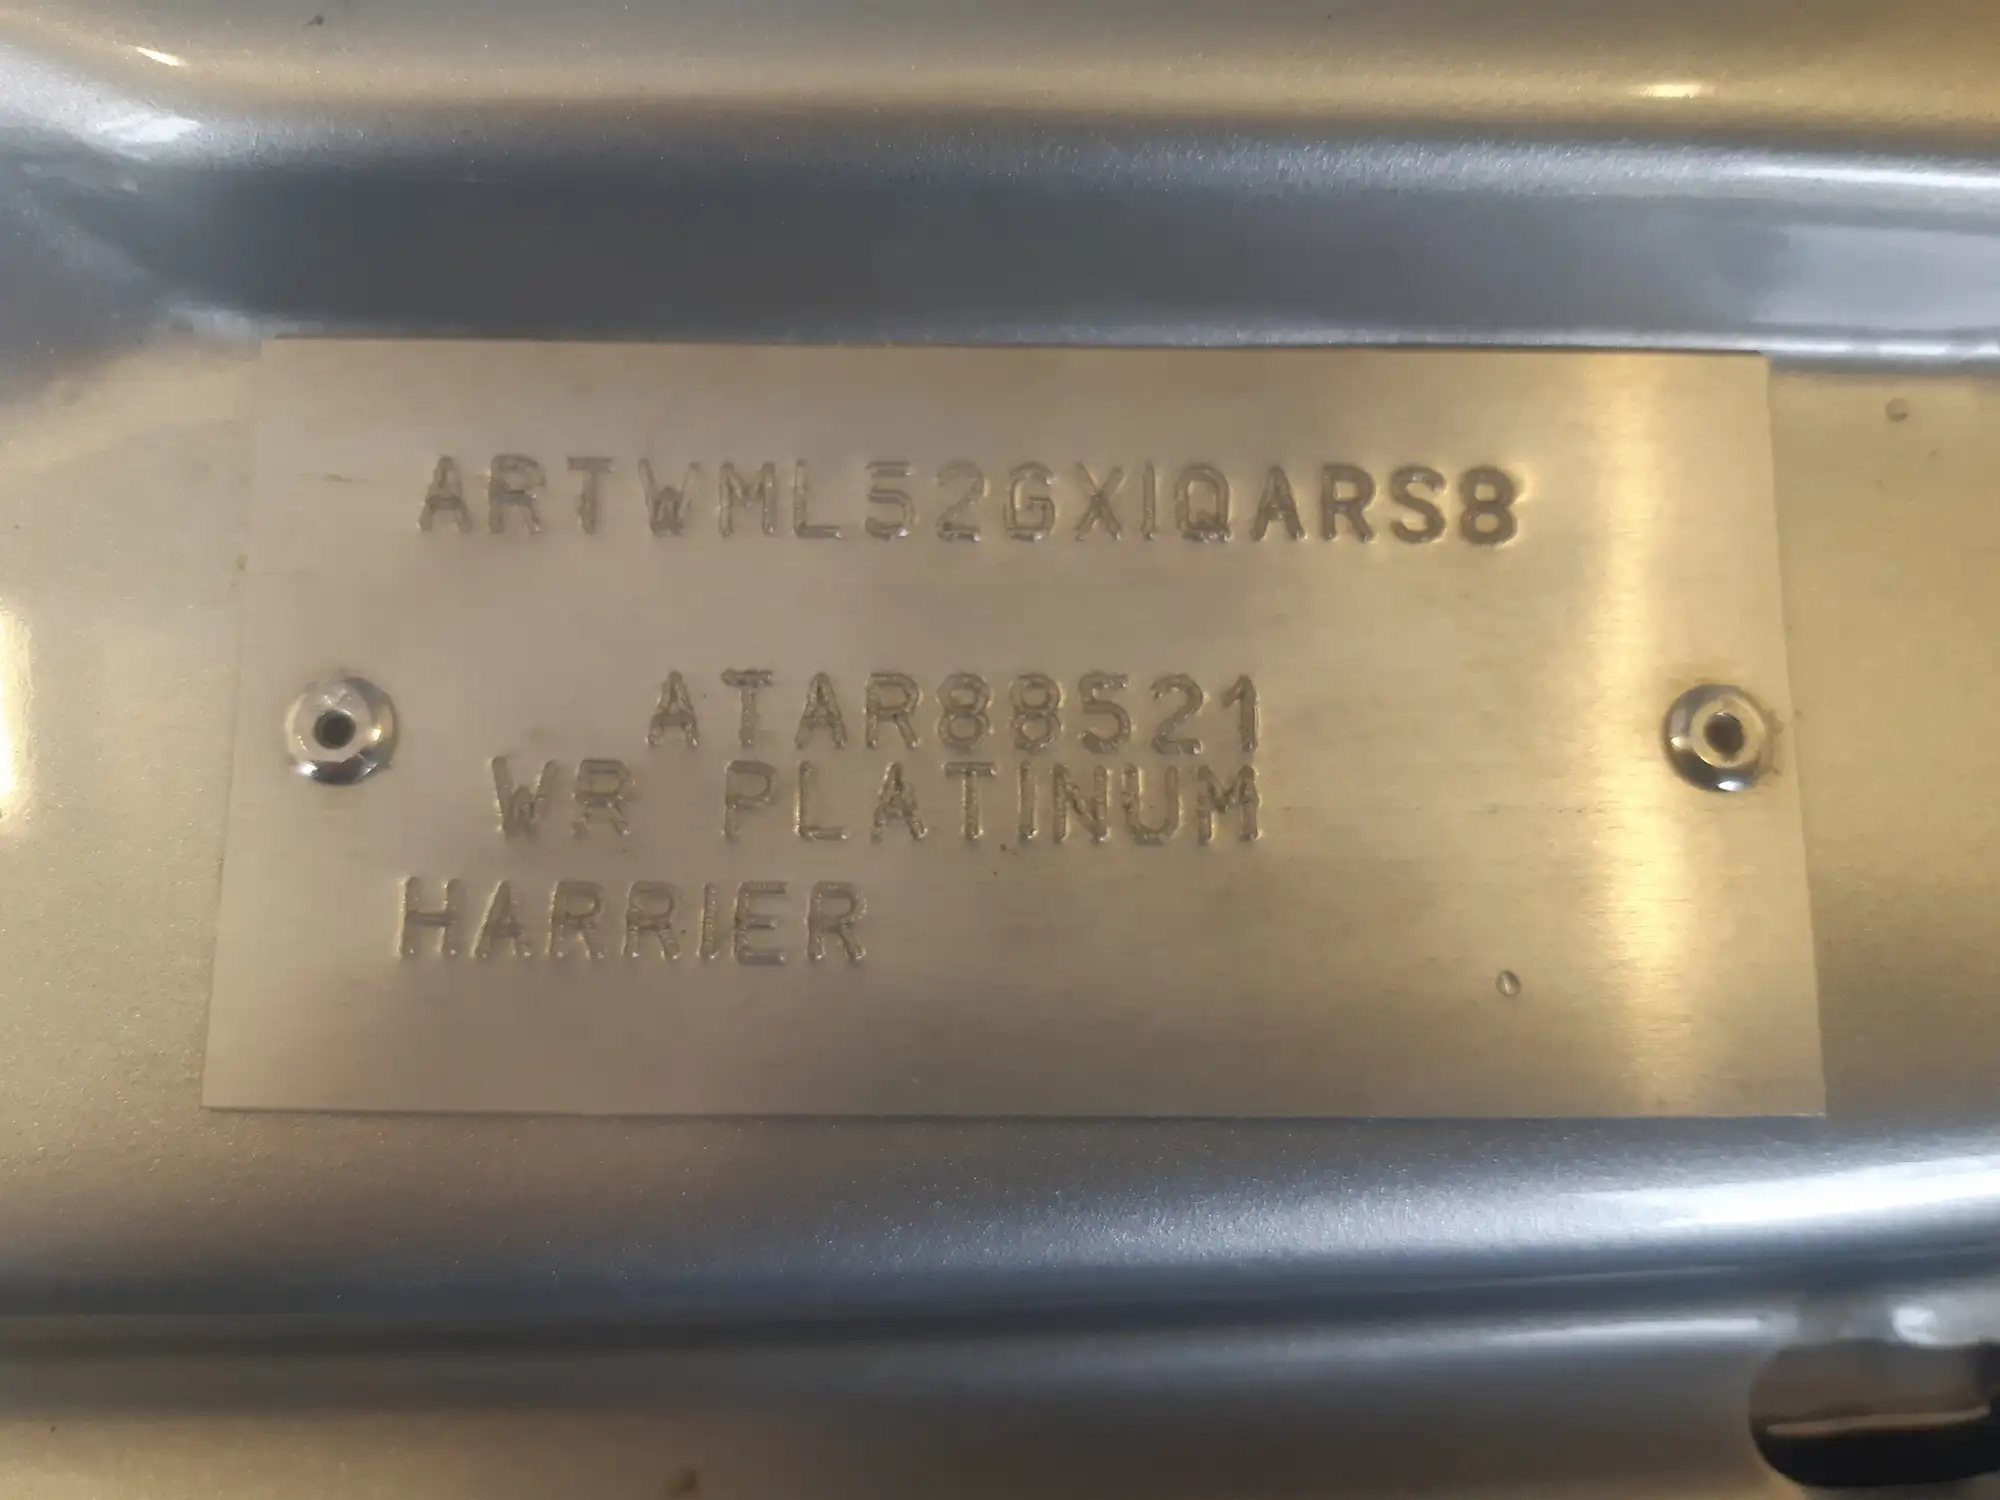 ARTWML52GXIQARS8
ATAR88521
WR PLATINUM
HARRIER